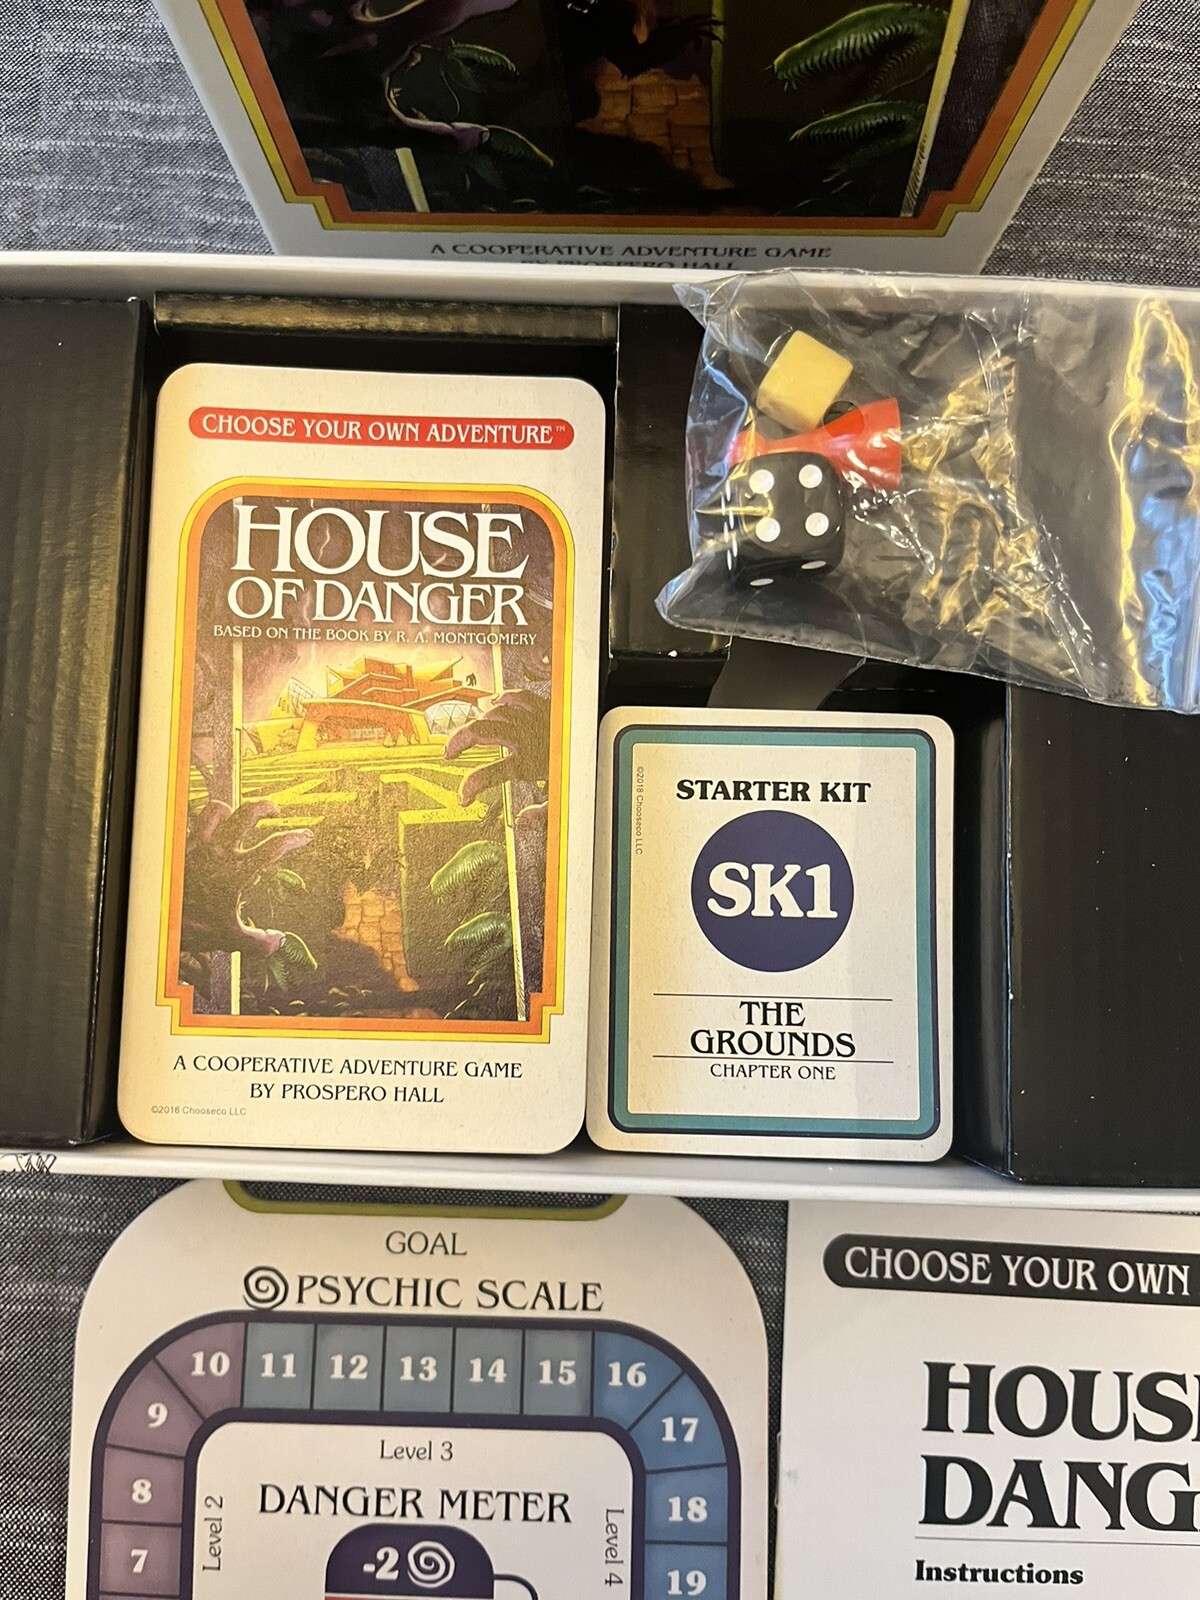 A COOPERATIVE ADVENTURE GAME
BY PROSPERO HALL
CHOOSE YOUR OWN ADVENTURE™
HOUSE
OF DANGER
BASED ON THE BOOK BY R. A. MONTGOMERY
A COOPERATIVE ADVENTURE GAME
BY PROSPERO HALL
©2018 Chooseco LLC
©2018 Chooseco LLC
STARTER KIT
SK1
THE
GROUNDS
CHAPTER ONE
GOAL
PSYCHIC SCALE
7
8
9
10
11
12
13
14
15
16
17
18
19
Level 2
Level 3
Level 4
DANGER METER
-2
CHOOSE YOUR OWN
HOUS
DANG
Instructions